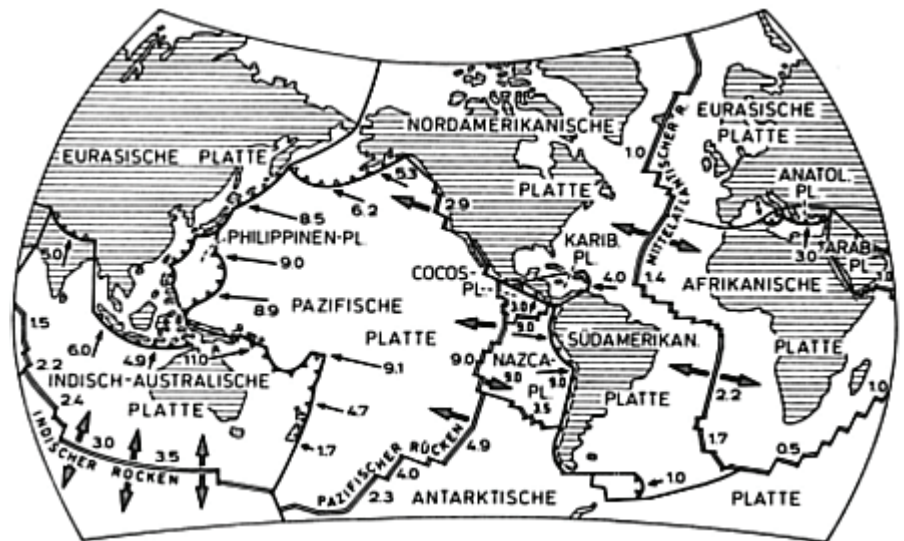 EURASISCHE PLATTE
NORDAMERIKANISCHE
PLATTE
MITTELATLANTISCHER R.
1.0
EURASISCHE
PLATTE
ANATOL.
PL.
3.0
ARAB.
PL.
3.0
5.3
6.2
8.5
2.9
PHILIPPINEN-PL.
9.0
8.9
5.0
KARIB.
PL.
4.0
1.4
AFRIKANISCHE
PLATTE
COCOS-
PL.
PAZIFISCHE
PLATTE
3.0
9.0
SÜDAMERIKAN.
PLATTE
NAZCA-
PL.
9.0
9.0
9.0
3.5
1.5
2.2
2.4
6.0
4.9
11.0
INDISCH-AUSTRALISCHE
PLATTE
9.1
4.7
1.7
3.0
3.5
INDISCHER RÜCKEN
PAZIFISCHER RÜCKEN
2.3
4.0
4.9
2.2
1.7
0.5
1.0
1.0
ANTARKTISCHE
PLATTE